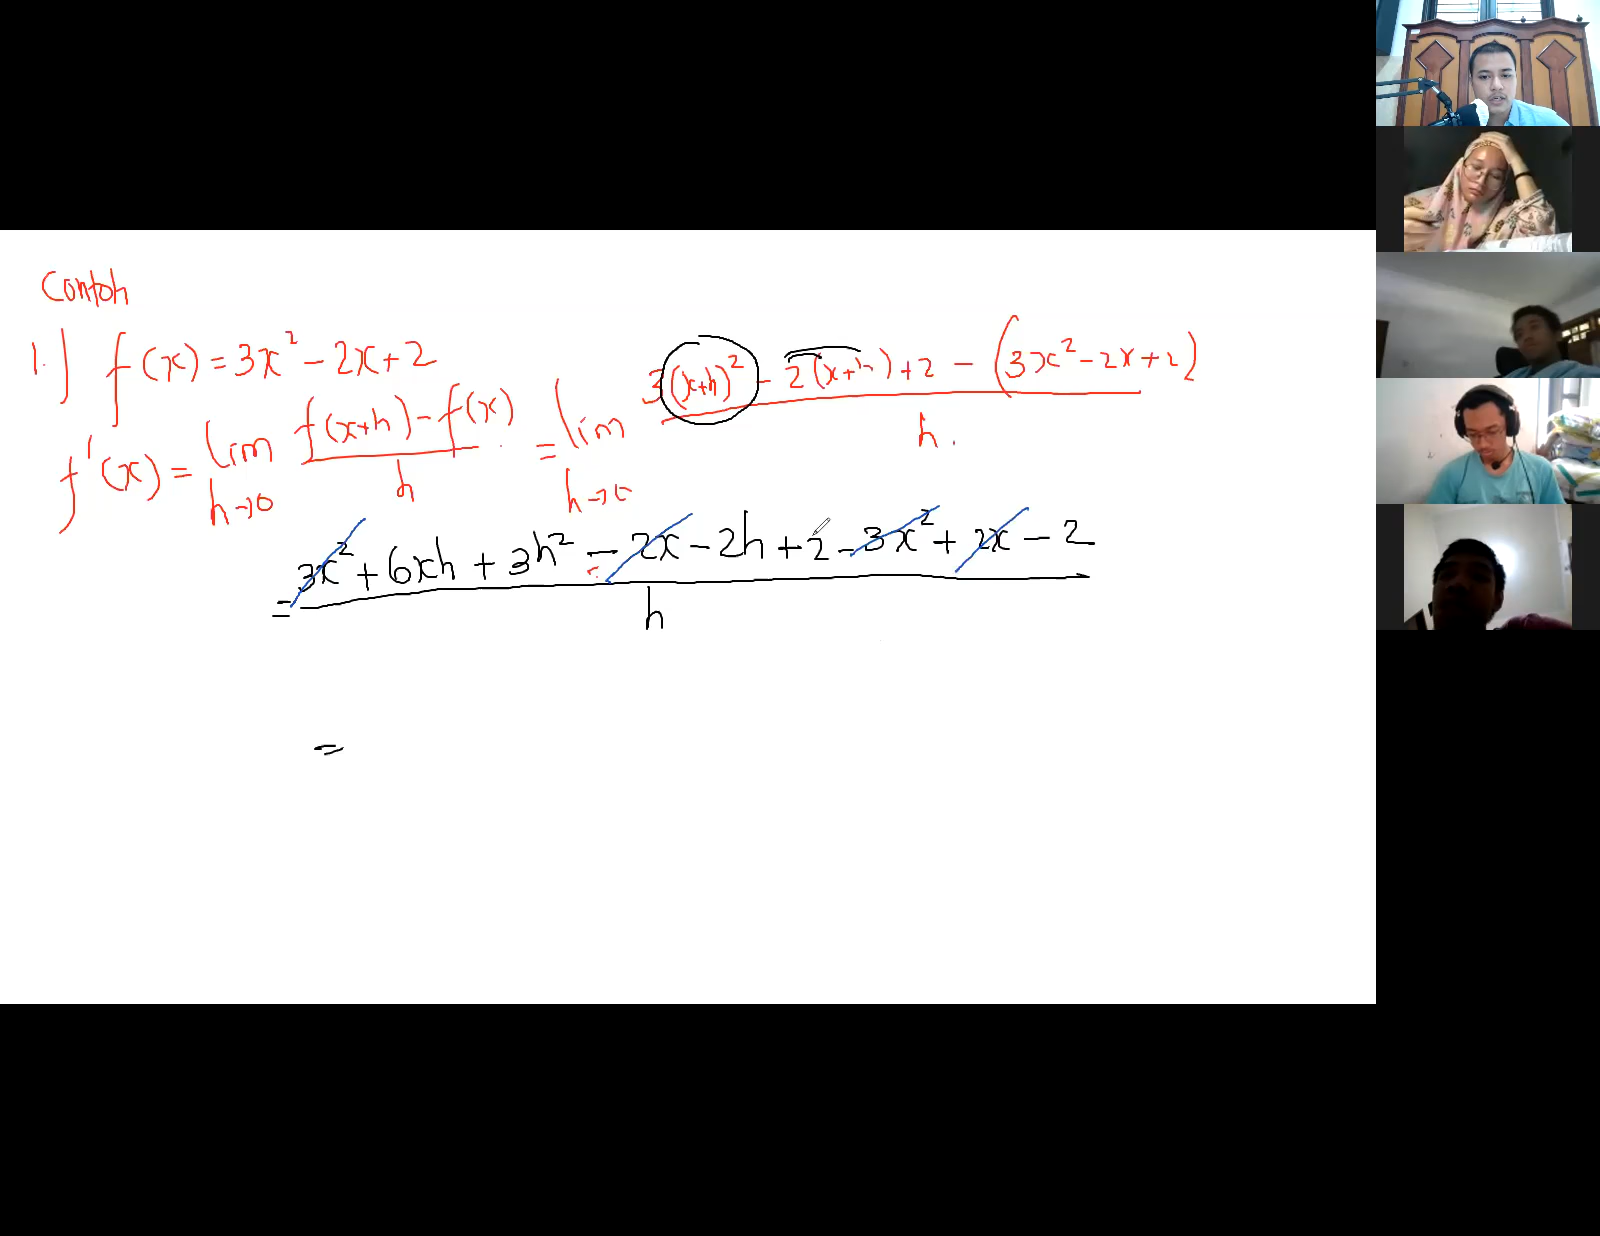 Contoh
1.) f(x) = 3x² - 2x + 2
f'(x) = lim h→0 f(x+h) - f(x) / h = lim h→0 3(x+h)² - 2(x+h) + 2 - (3x² - 2x + 2) / h.
= 3x² + 6xh + 3h² - 2x - 2h + 2 - 3x² + 2x - 2 / h
=